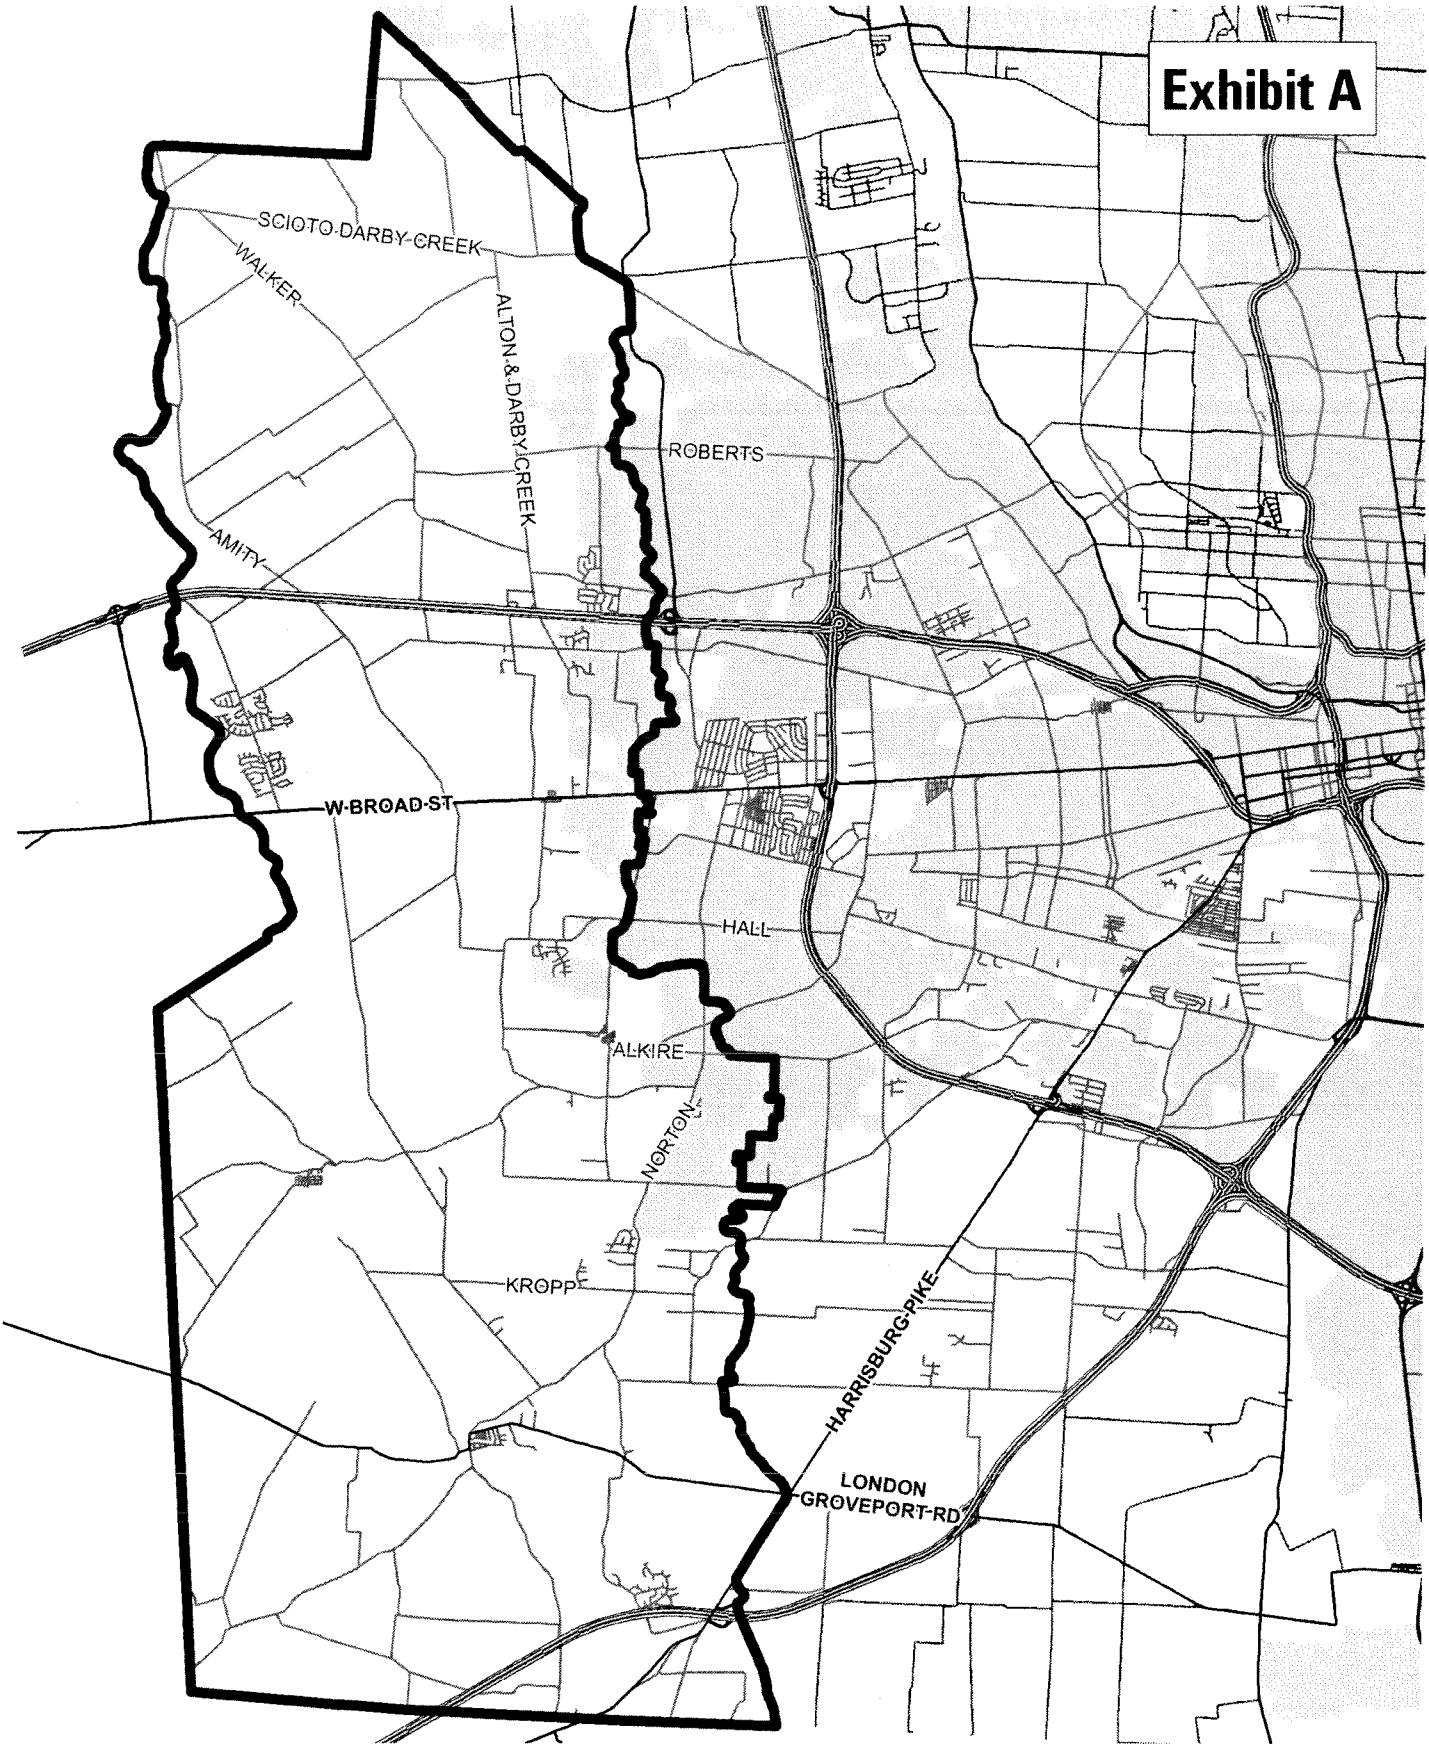 Exhibit A
SCIOTO-DARBY-CREEK
WALKER
ALTON-&-DARBY-CREEK
ROBERTS
AMITY
W-BROAD-ST
HALL
ALKIRE
NORTON
KROPP
HARRISBURG-PIKE
LONDON
GROVEPORT-RD